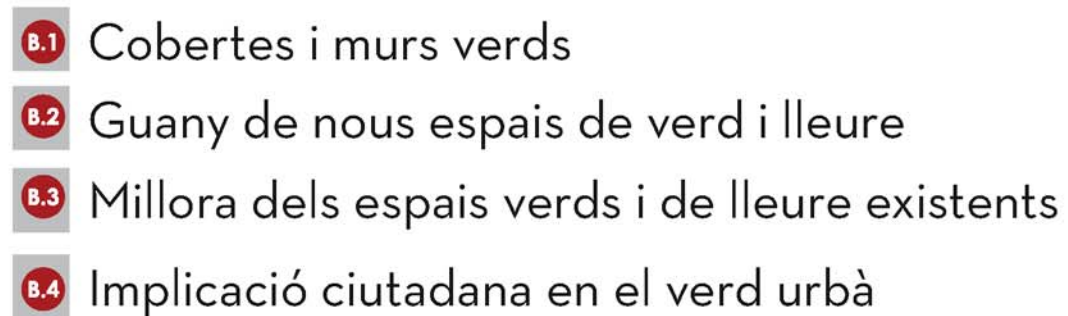 B.1 Cobertes i murs verds
B.2 Guany de nous espais de verd i lleure
B.3 Millora dels espais verds i de lleure existents
B.4 Implicació ciutadana en el verd urbà